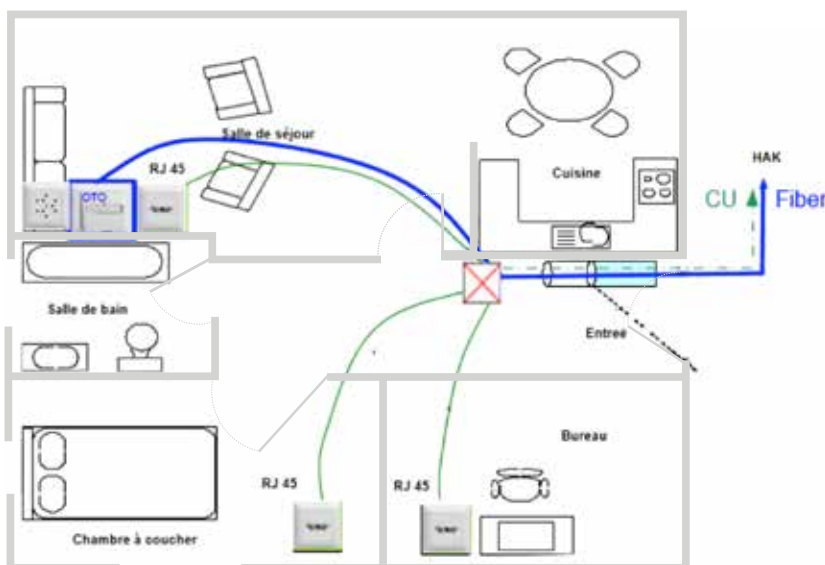 Salle de séjour
HAK
RJ 45
Cuisine
OTO
CU
Fiber
Salle de bain
Entree
Bureau
RJ 45
RJ 45
Chambre à coucher